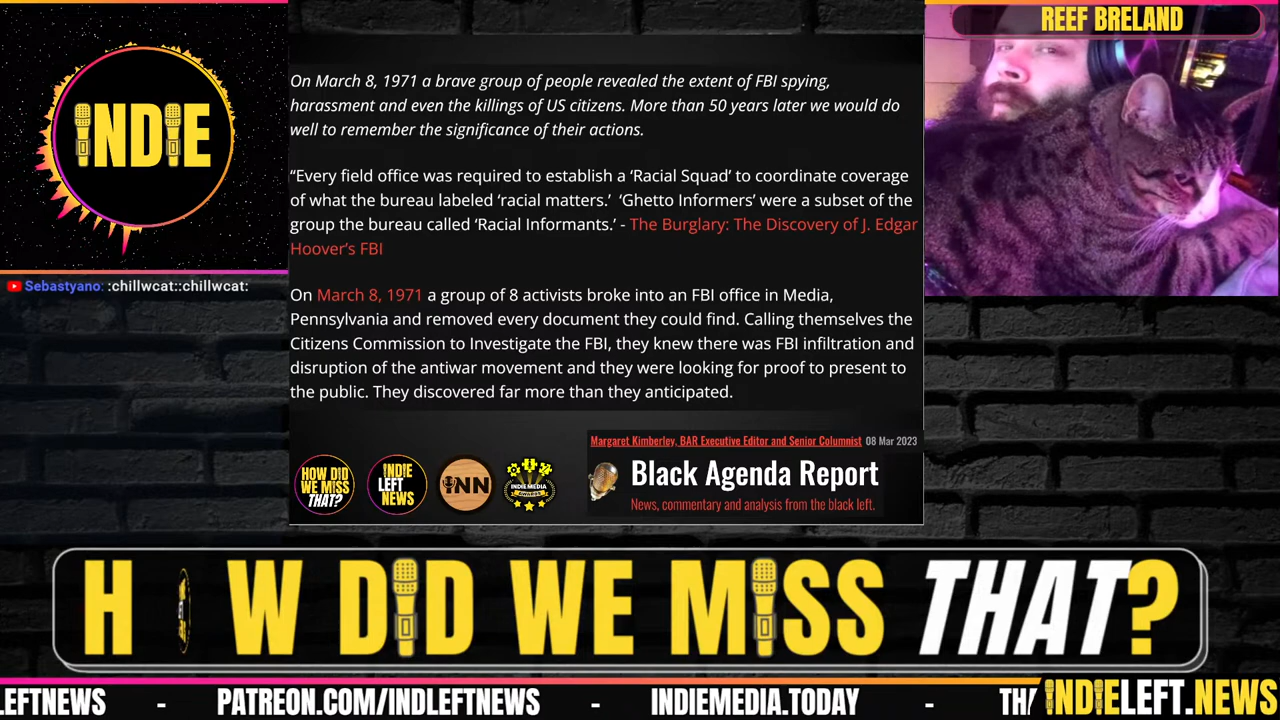 REEF BRELAND
INDIE
On March 8, 1971 a brave group of people revealed the extent of FBI spying,
harassment and even the killings of US citizens. More than 50 years later we would do
well to remember the significance of their actions.
“Every field office was required to establish a ‘Racial Squad’ to coordinate coverage
of what the bureau labeled ‘racial matters.’ ‘Ghetto Informers’ were a subset of the
group the bureau called ‘Racial Informants.’ - The Burglary: The Discovery of J. Edgar
Hoover’s FBI
Sebastyano: :chillwcat::chillwcat:
On March 8, 1971 a group of 8 activists broke into an FBI office in Media,
Pennsylvania and removed every document they could find. Calling themselves the
Citizens Commission to Investigate the FBI, they knew there was FBI infiltration and
disruption of the antiwar movement and they were looking for proof to present to
the public. They discovered far more than they anticipated.
Margaret Kimberley, BAR Executive Editor and Senior Columnist 08 Mar 2023
HOW DID
WE MISS
THAT?
INDIE
LEFT
NEWS
INN
INDIE MEDIA
AWARDS
Black Agenda Report
News, commentary and analysis from the black left.
H W DID WE MISS THAT?
LEFTNEWS - PATREON.COM/INDLEFTNEWS - INDIEMEDIA.TODAY - TH
INDIELEFT.NEWS